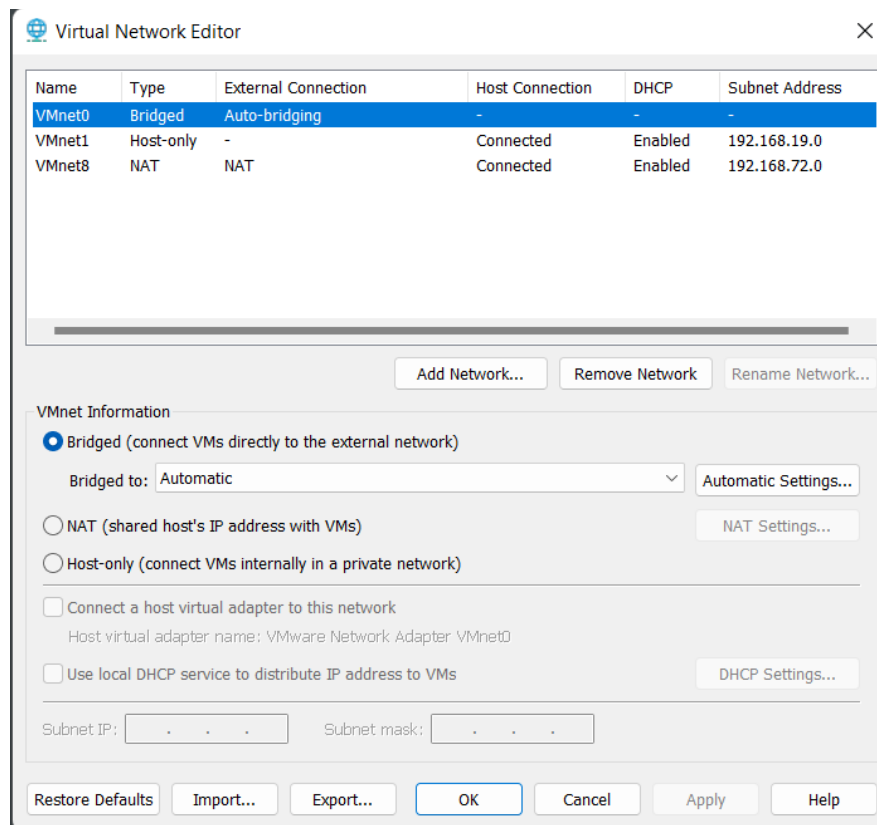 Virtual Network Editor
Name Type External Connection Host Connection DHCP Subnet Address
VMnet0 Bridged Auto-bridging - - -
VMnet1 Host-only - Connected Enabled 192.168.19.0
VMnet8 NAT NAT Connected Enabled 192.168.72.0
Add Network... Remove Network Rename Network...
VMnet Information
Bridged (connect VMs directly to the external network)
Bridged to: Automatic Automatic Settings...
NAT (shared host's IP address with VMs) NAT Settings...
Host-only (connect VMs internally in a private network)
Connect a host virtual adapter to this network
Host virtual adapter name: VMware Network Adapter VMnet0
Use local DHCP service to distribute IP address to VMs DHCP Settings...
Subnet IP: . . . Subnet mask: . . .
Restore Defaults Import... Export... OK Cancel Apply Help